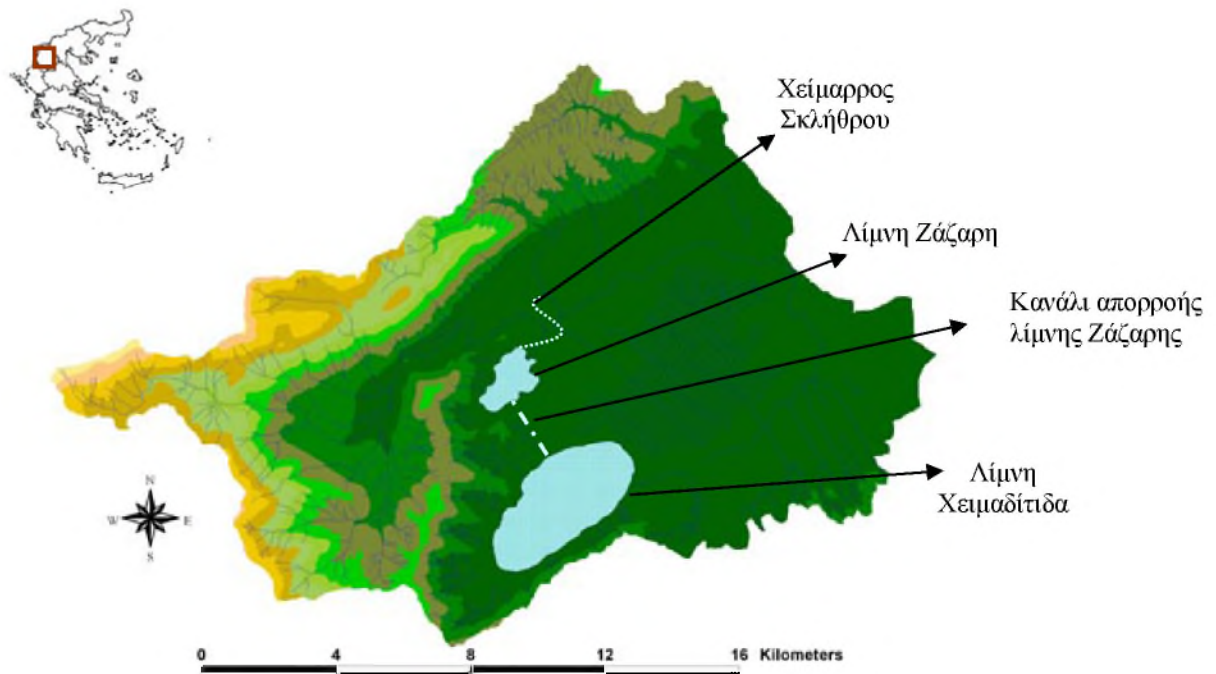 Χείμαρρος
Σκλήθρου
Λίμνη Ζάζαρη
Κανάλι απορροής
λίμνης Ζάζαρης
Λίμνη
Χειμαδίτιδα
N
W E
S
0 4 8 12 16 Kilometers